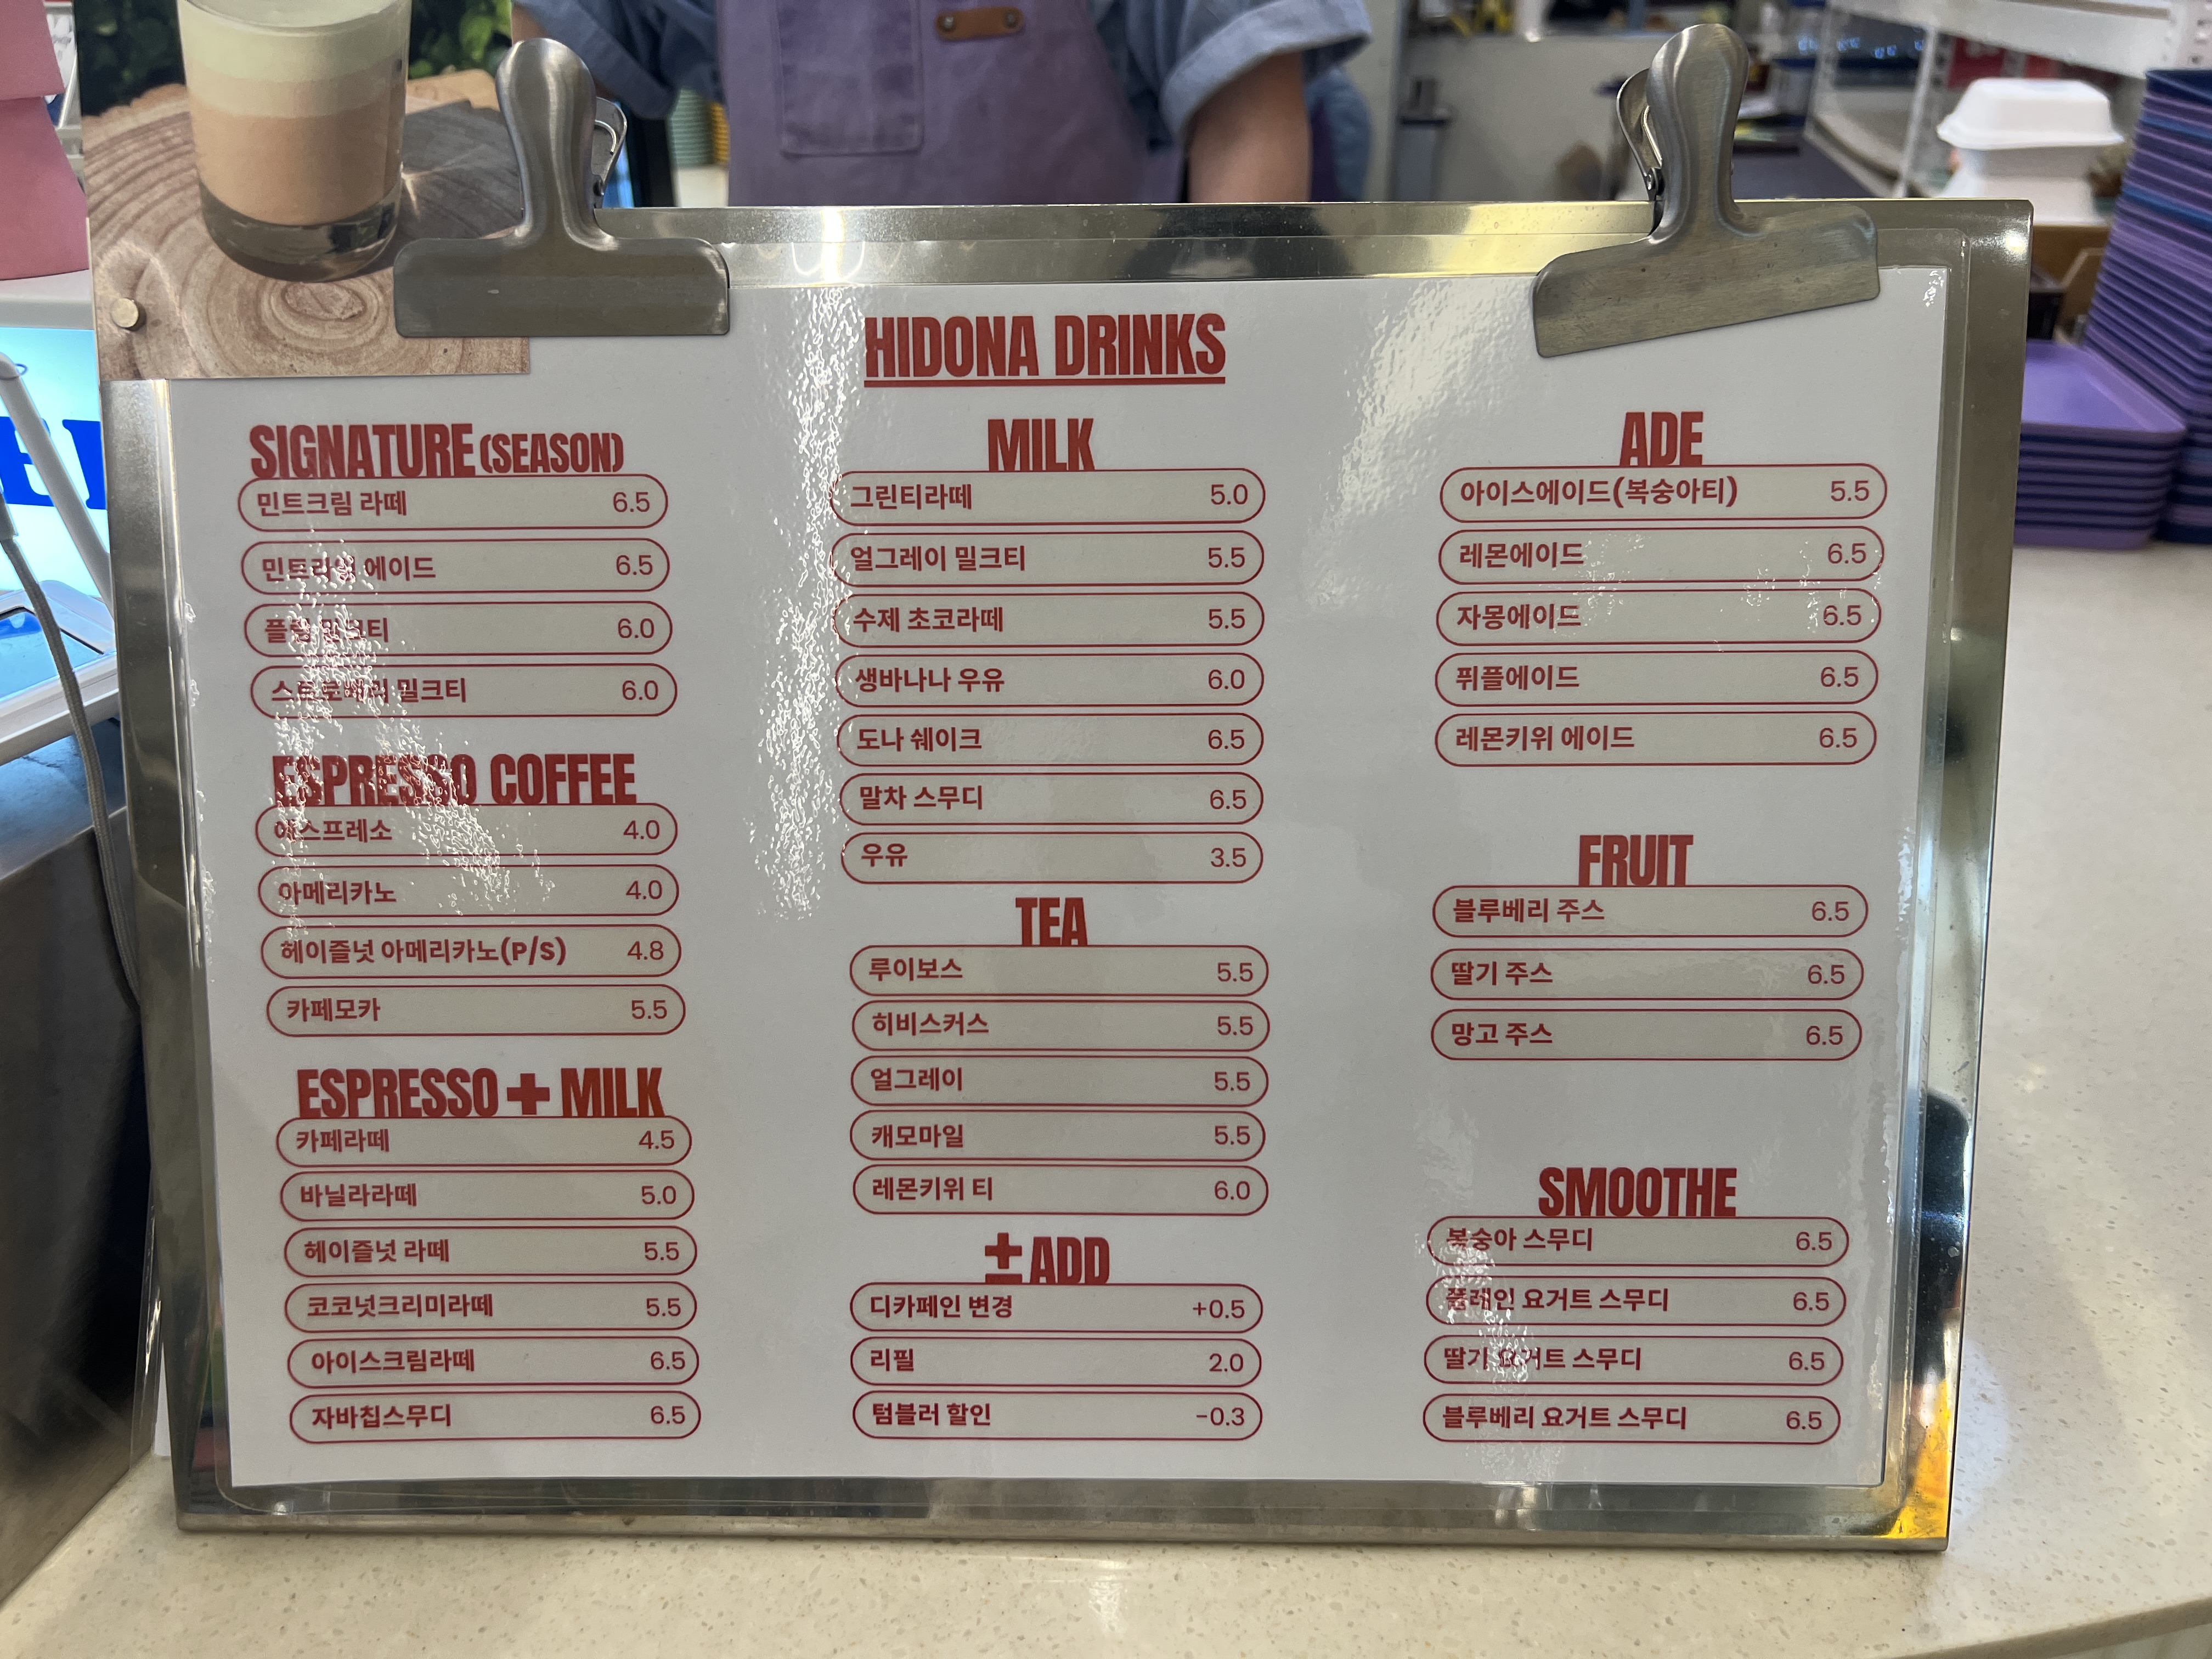 HIDONA DRINKS
SIGNATURE (SEASON)
민트크림 라떼 6.5
민트라임 에이드 6.5
6.0
스트로베리 밀크티 6.0
ESPRESSO COFFEE
에스프레소 4.0
아메리카노 4.0
헤이즐넛 아메리카노(P/S) 4.8
카페모카 5.5
ESPRESSO + MILK
카페라떼 4.5
바닐라라떼 5.0
헤이즐넛 라떼 5.5
코코넛크리미라떼 5.5
아이스크림라떼 6.5
자바칩스무디 6.5
MILK
그린티라떼 5.0
얼그레이 밀크티 5.5
수제 초코라떼 5.5
생바나나 우유 6.0
도나 쉐이크 6.5
말차 스무디 6.5
우유 3.5
TEA
루이보스 5.5
히비스커스 5.5
얼그레이 5.5
캐모마일 5.5
레몬키위 티 6.0
± ADD
디카페인 변경 +0.5
리필 2.0
텀블러 할인 -0.3
ADE
아이스에이드(복숭아티) 5.5
레몬에이드 6.5
자몽에이드 6.5
퓌플에이드 6.5
레몬키위 에이드 6.5
FRUIT
블루베리 주스 6.5
딸기 주스 6.5
망고 주스 6.5
SMOOTHE
복숭아 스무디 6.5
플레인 요거트 스무디 6.5
딸기 요거트 스무디 6.5
블루베리 요거트 스무디 6.5